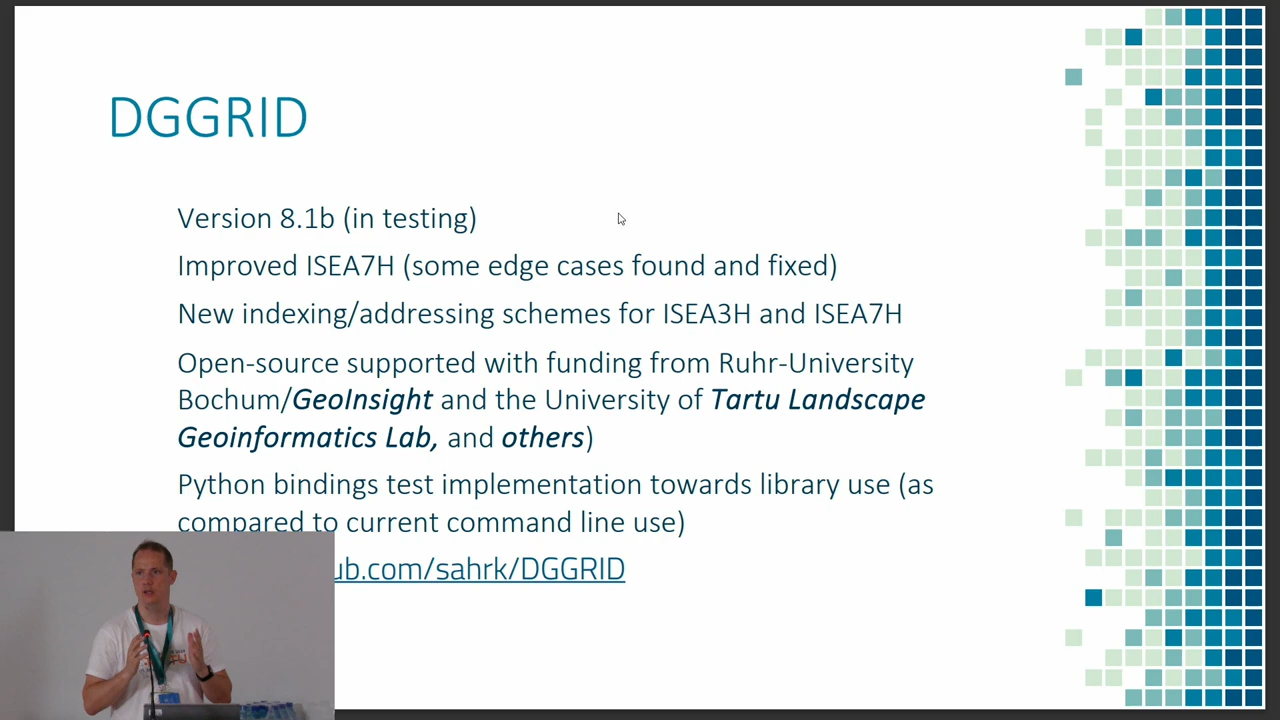 DGGRID
Version 8.1b (in testing)
Improved ISEA7H (some edge cases found and fixed)
New indexing/addressing schemes for ISEA3H and ISEA7H
Open-source supported with funding from Ruhr-University
Bochum/GeoInsight and the University of Tartu Landscape
Geoinformatics Lab, and others)
Python bindings test implementation towards library use (as
compared to current command line use)
ub.com/sahrk/DGGRID